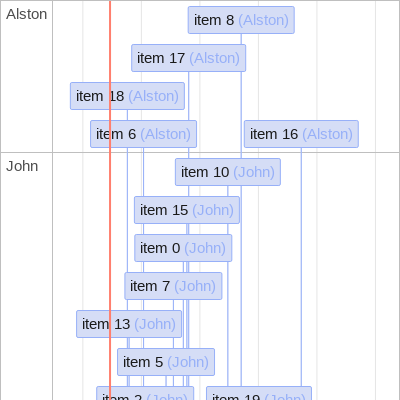 Alston
item 8 (Alston)
item 17 (Alston)
item 18 (Alston)
item 6 (Alston)
item 16 (Alston)
John
item 10 (John)
item 15 (John)
item 0 (John)
item 7 (John)
item 13 (John)
item 5 (John)
item 2 (John)
item 19 (John)